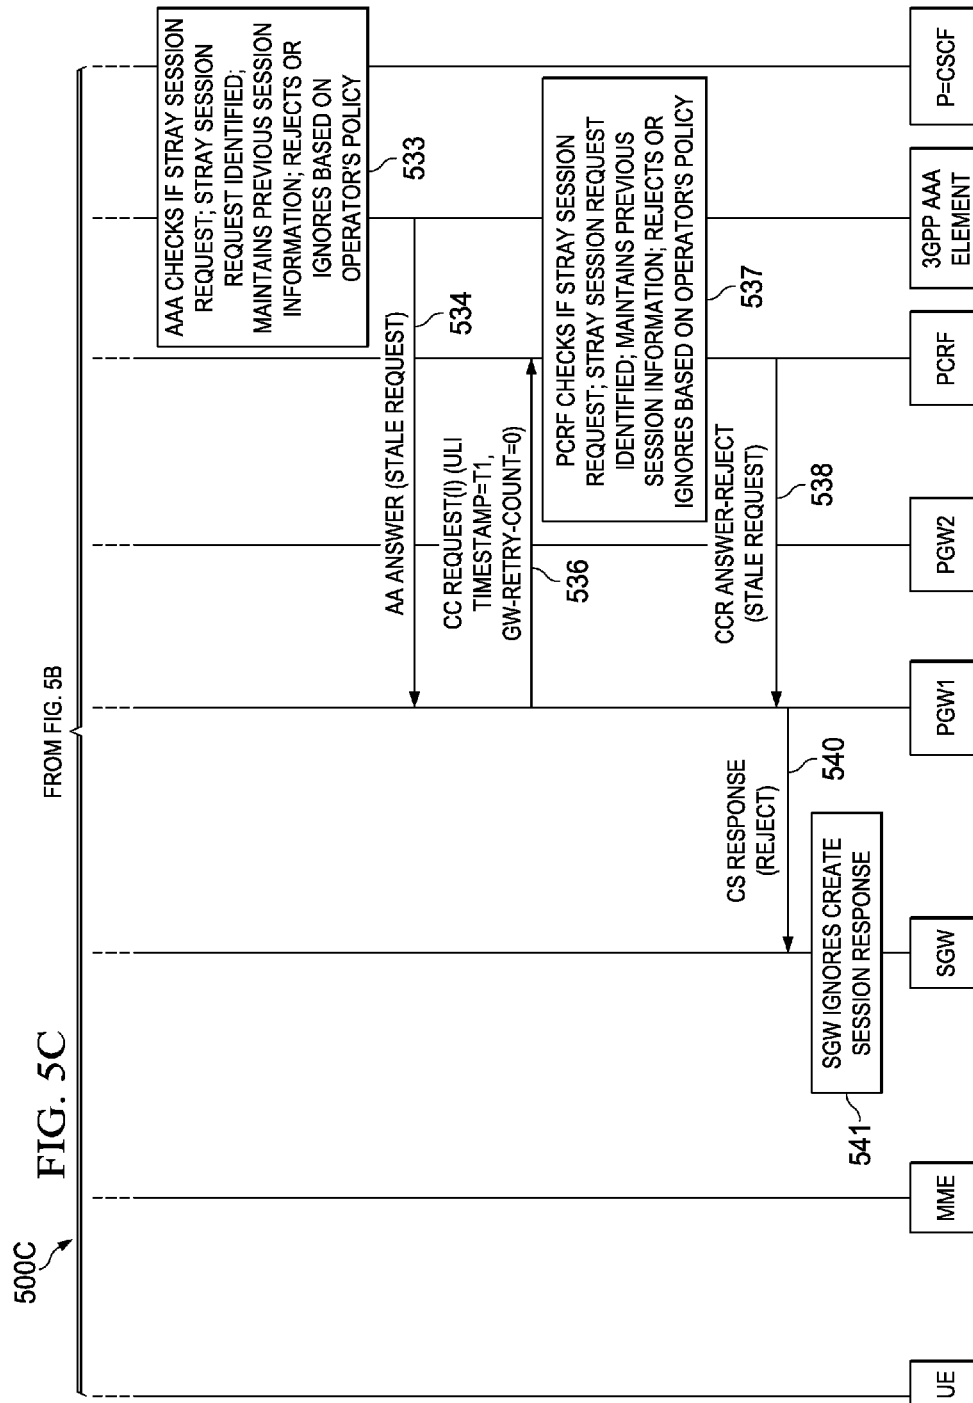 FROM FIG. 5B
FIG. 5C
500C
AAA CHECKS IF STRAY SESSION
REQUEST; STRAY SESSION
REQUEST IDENTIFIED;
MAINTAINS PREVIOUS SESSION
INFORMATION; REJECTS OR
IGNORES BASED ON
OPERATOR'S POLICY
533
AA ANSWER (STALE REQUEST)
534
CC REQUEST(I) (ULI
TIMESTAMP=T1,
GW-RETRY-COUNT=0)
536
PCRF CHECKS IF STRAY SESSION
REQUEST; STRAY SESSION REQUEST
IDENTIFIED; MAINTAINS PREVIOUS
SESSION INFORMATION; REJECTS OR
IGNORES BASED ON OPERATOR'S POLICY
537
CCR ANSWER-REJECT
(STALE REQUEST)
538
CS RESPONSE
(REJECT)
540
SGW IGNORES CREATE
SESSION RESPONSE
541
UE
MME
SGW
PGW1
PGW2
PCRF
3GPP AAA
ELEMENT
P=CSCF